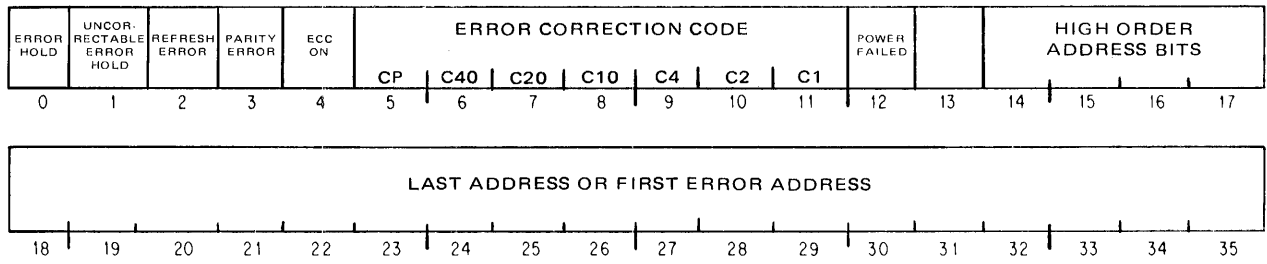 ERROR HOLD
UNCOR-RECTABLE ERROR HOLD
REFRESH ERROR
PARITY ERROR
ECC ON
ERROR CORRECTION CODE
POWER FAILED
HIGH ORDER ADDRESS BITS
CP C40 C20 C10 C4 C2 C1
0 1 2 3 4 5 6 7 8 9 10 11 12 13 14 15 16 17
LAST ADDRESS OR FIRST ERROR ADDRESS
18 19 20 21 22 23 24 25 26 27 28 29 30 31 32 33 34 35